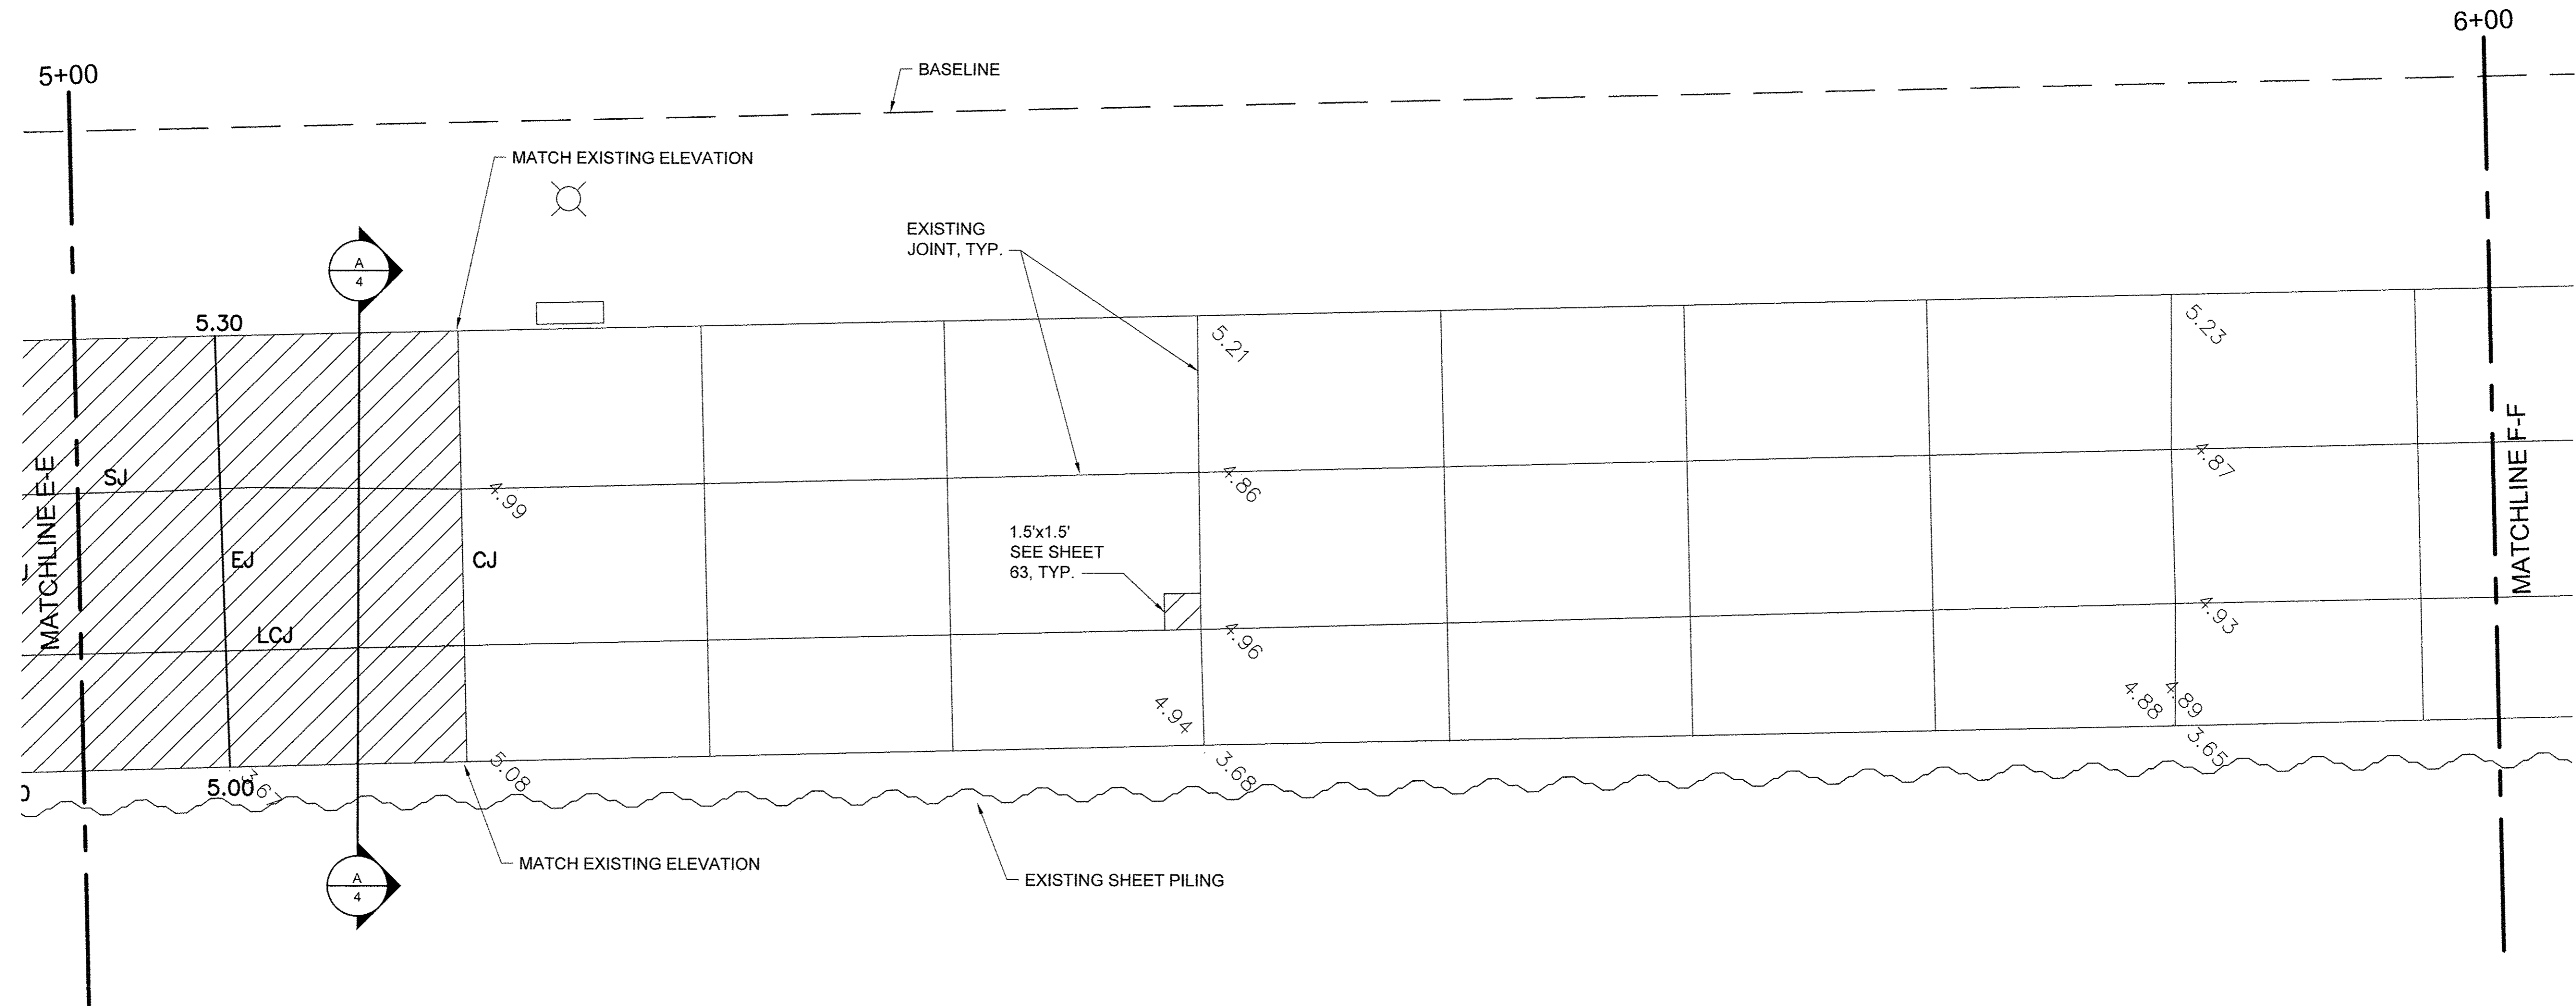 6+00
5+00
BASELINE
MATCH EXISTING ELEVATION
EXISTING
JOINT, TYP.
A
4
5.30
5.21
5.23
MATCHLINE E-E
MATCHLINE F-F
SJ
4.99
4.86
4.87
1.5'x1.5'
SEE SHEET
63, TYP.
EJ
CJ
LCJ
4.96
4.93
4.94
4.88
4.89
5.08
3.68
3.65
5.00
MATCH EXISTING ELEVATION
A
4
EXISTING SHEET PILING